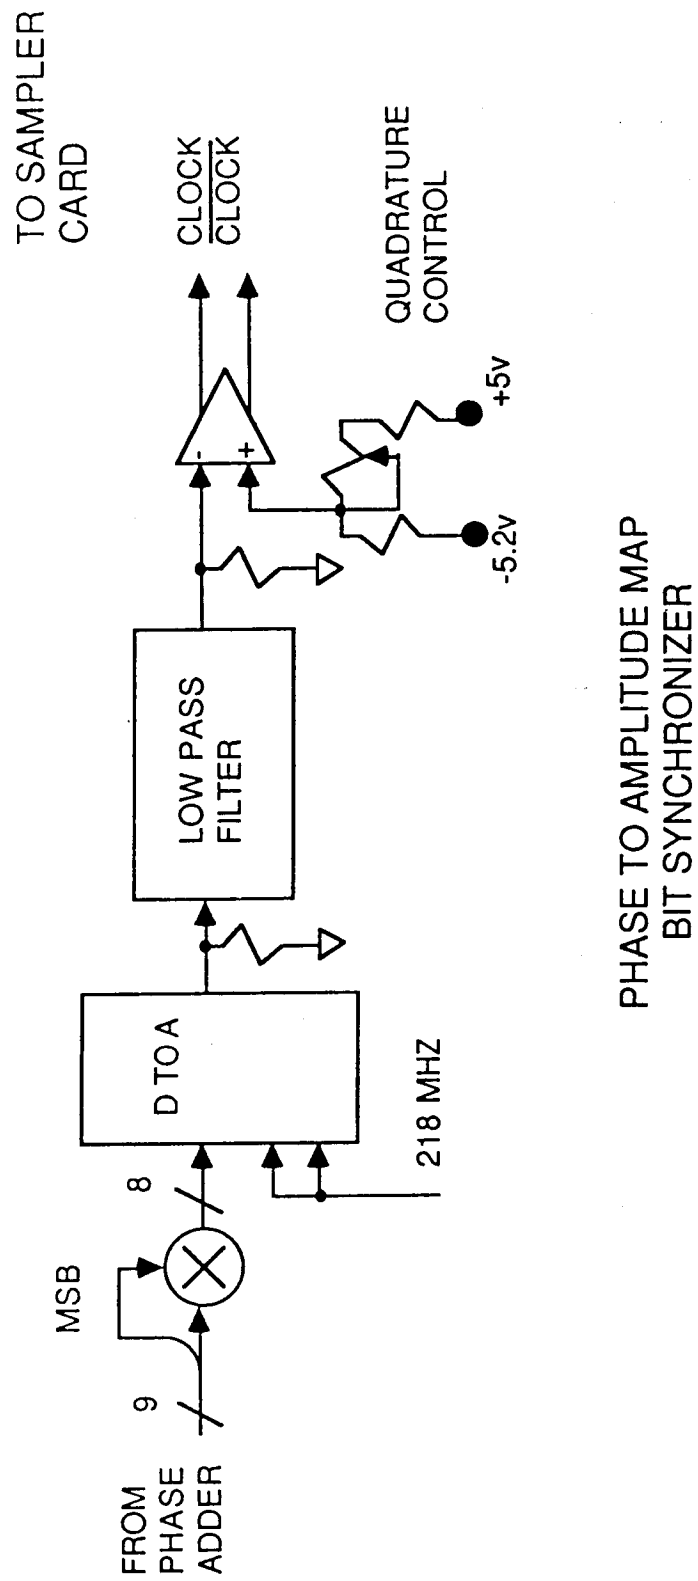 FROM
PHASE
ADDER
9
MSB
8
D TO A
218 MHZ
LOW PASS
FILTER
-
+
-5.2v
+5v
QUADRATURE
CONTROL
CLOCK
CLOCK
TO SAMPLER
CARD
PHASE TO AMPLITUDE MAP
BIT SYNCHRONIZER